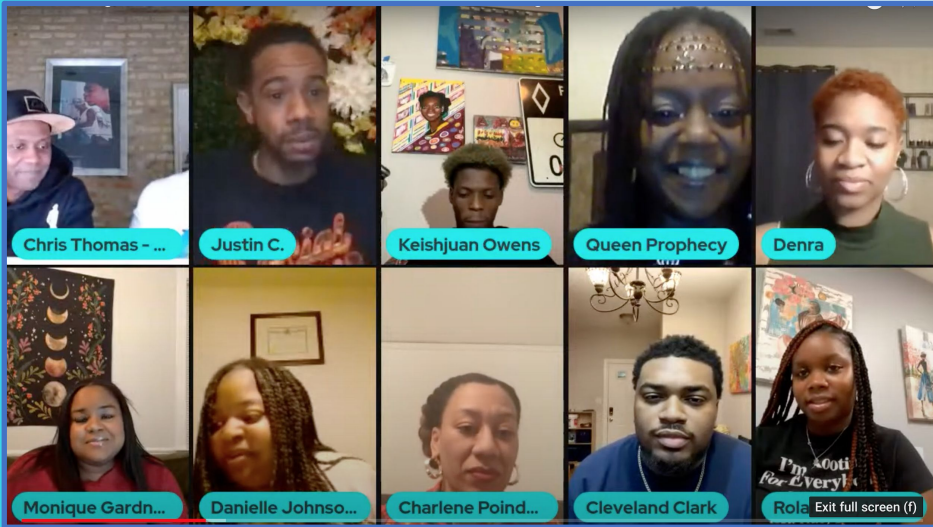 Chris Thomas - ...
Justin C.
Keishjuan Owens
Queen Prophecy
Denra
I'm
Monique Gardn...
Danielle Johnso...
Charlene Poind...
Cleveland Clark
Rola
Exit full screen (f)